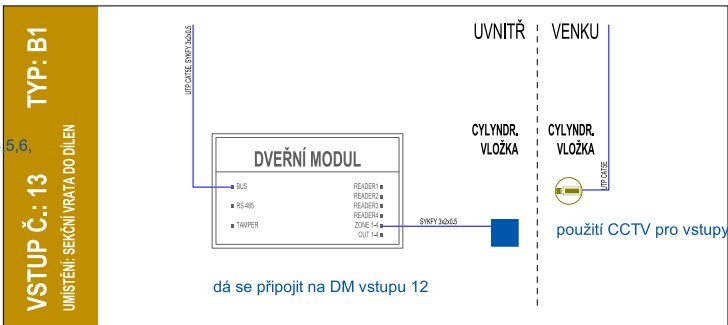 VSTUP Č.: 13 TYP: B1
UMÍSTĚNÍ: SEKČNÍ VRATA DO DÍLEN
5,6,
UTP CAT5E, SYKFY 3x2x0.5
UVNITŘ
VENKU
CYLYNDR.
VLOŽKA
CYLYNDR.
VLOŽKA
UTP CAT5E
DVEŘNÍ MODUL
BUS
RS 485
TAMPER
READER1
READER2
READER3
READER4
ZONE 1-4
OUT 1-4
SYKFY 3x2x0.5
použití CCTV pro vstupy
dá se připojit na DM vstupu 12